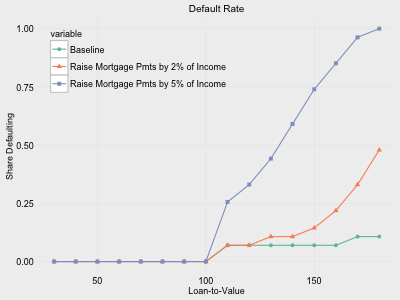 Default Rate
variable
Baseline
Raise Mortgage Pmts by 2% of Income
Raise Mortgage Pmts by 5% of Income
Share Defaulting
1.00
0.75
0.50
0.25
0.00
50 100 150
Loan-to-Value